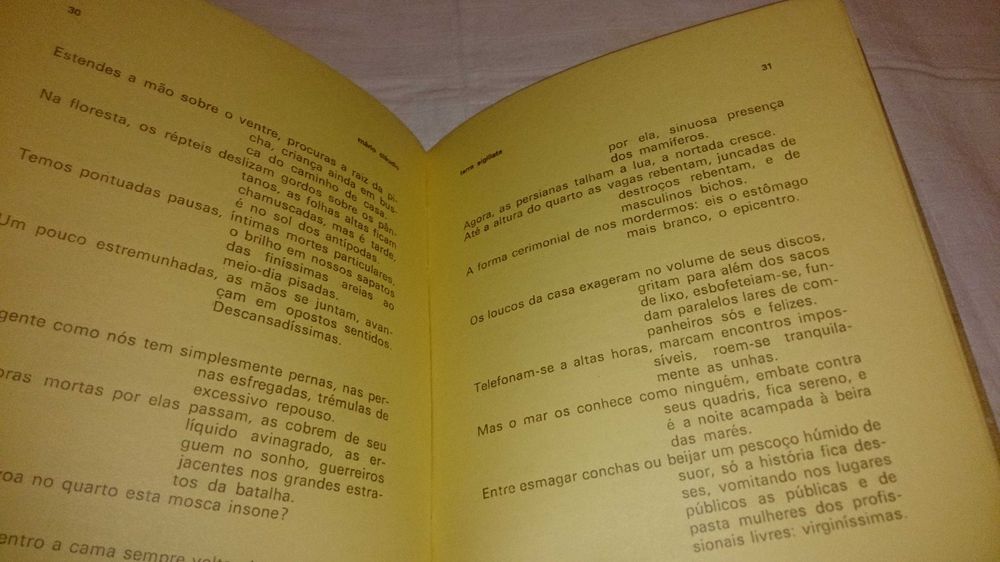 30
mário cláudio
Estendes a mão sobre o ventre, procuras a raiz da pi-
cha, criança ainda em bus-
ca do caminho de casa.
Na floresta, os répteis deslizam gordos sobre os pân-
tanos, as folhas altas ficam
chamuscadas, mas é tarde,
é no sol dos antípodas.
Temos pontuadas pausas, íntimas mortes particulares,
o brilho em nossos sapatos
das finíssimas areias ao
meio-dia pisadas.
Um pouco estremunhadas, as mãos se juntam, avan-
çam em opostos sentidos.
Descansadíssimas.
gente como nós tem simplesmente pernas, nas per-
nas esfregadas, trémulas de
excessivo repouso.
oras mortas por elas passam, as cobrem de seu
líquido avinagrado, as er-
guem no sonho, guerreiros
jacentes nos grandes estra-
tos da batalha.
voa no quarto esta mosca insone?
entro a cama sempre
31
terra sigillata
por ela, sinuosa presença
dos mamíferos.
Agora, as persianas talham a lua, a nortada cresce.
Até a altura do quarto as vagas rebentam, juncadas de
destroços rebentam, e de
masculinos bichos.
A forma cerimonial de nos mordermos: eis o estômago
mais branco, o epicentro.
Os loucos da casa exageram no volume de seus discos,
gritam para além dos sacos
de lixo, esbofeteiam-se, fun-
dam paralelos lares de com-
panheiros sós e felizes.
Telefonam-se a altas horas, marcam encontros impos-
síveis, roem-se tranquila-
mente as unhas.
Mas o mar os conhece como ninguém, embate contra
seus quadris, fica sereno, e
é a noite acampada à beira
das marés.
Entre esmagar conchas ou beijar um pescoço húmido de
suor, só a história fica des-
ses, vomitando nos lugares
públicos as públicas e de
pasta mulheres dos profis-
sionais livres: virginíssimas.